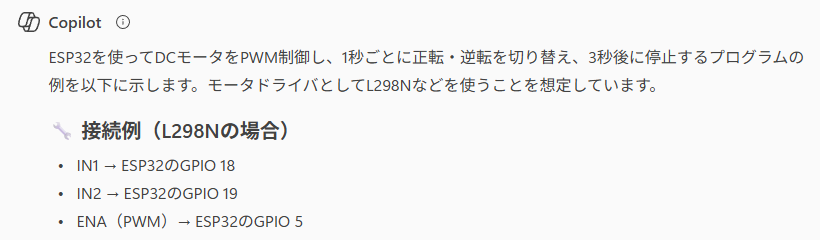 Copilot
ESP32を使ってDCモータをPWM制御し、1秒ごとに正転・逆転を切り替え、3秒後に停止するプログラムの
例を以下に示します。モータドライバとしてL298Nなどを使うことを想定しています。
接続例（L298Nの場合）
• IN1 → ESP32のGPIO 18
• IN2 → ESP32のGPIO 19
• ENA（PWM）→ ESP32のGPIO 5